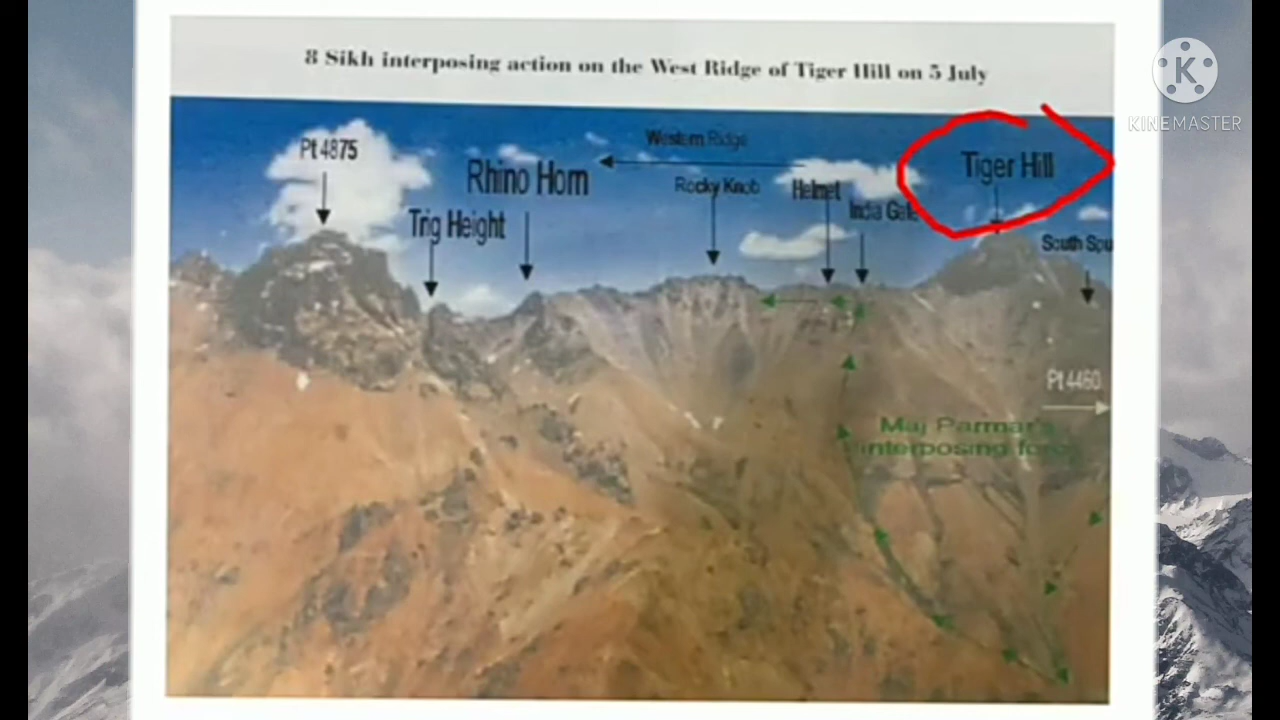 8 Sikh interposing action on the West Ridge of Tiger Hill on 5 July
K
KINEMASTER
Pt 4875
Western Ridge
Tiger Hill
Rhino Horn
Rocky Knob
Helmet
India Gate
Trig Height
South Spu
Pt 4460
Maj Parmar's
interposing force